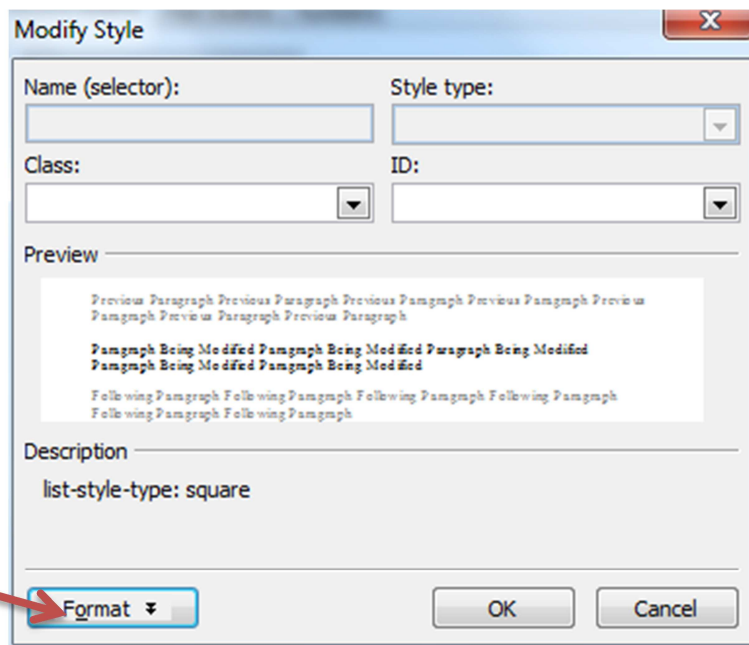 Modify Style
Name (selector): Style type:
Class: ID:
Preview
Previous Paragraph Previous Paragraph Previous Paragraph Previous Paragraph Previous
Paragraph Previous Paragraph Previous Paragraph
Paragraph Being Modified Paragraph Being Modified Paragraph Being Modified
Paragraph Being Modified Paragraph Being Modified
Following Paragraph Following Paragraph Following Paragraph Following Paragraph
Following Paragraph Following Paragraph
Description
list-style-type: square
Format OK Cancel